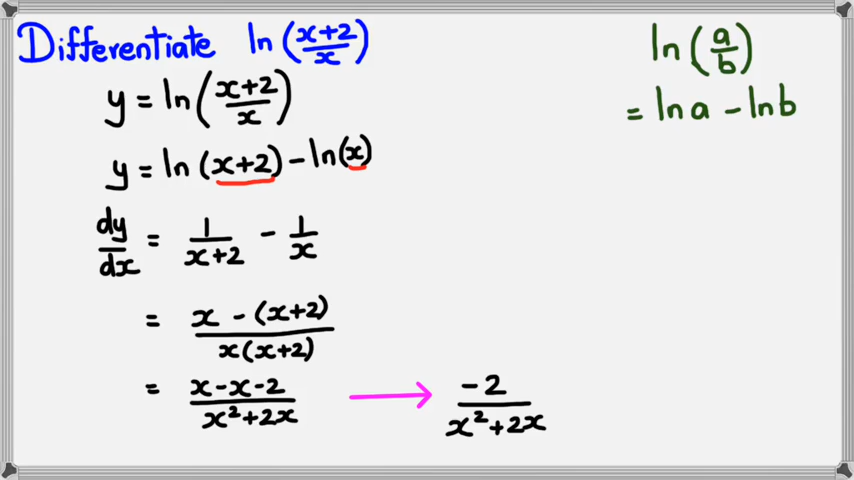 Differentiate ln((x+2)/x)
y = ln((x+2)/x)
y = ln(x+2) - ln(x)
dy/dx = 1/(x+2) - 1/x
= (x - (x+2))/(x(x+2))
= (x-x-2)/(x²+2x) → -2/(x²+2x)
ln(a/b)
= ln a - ln b